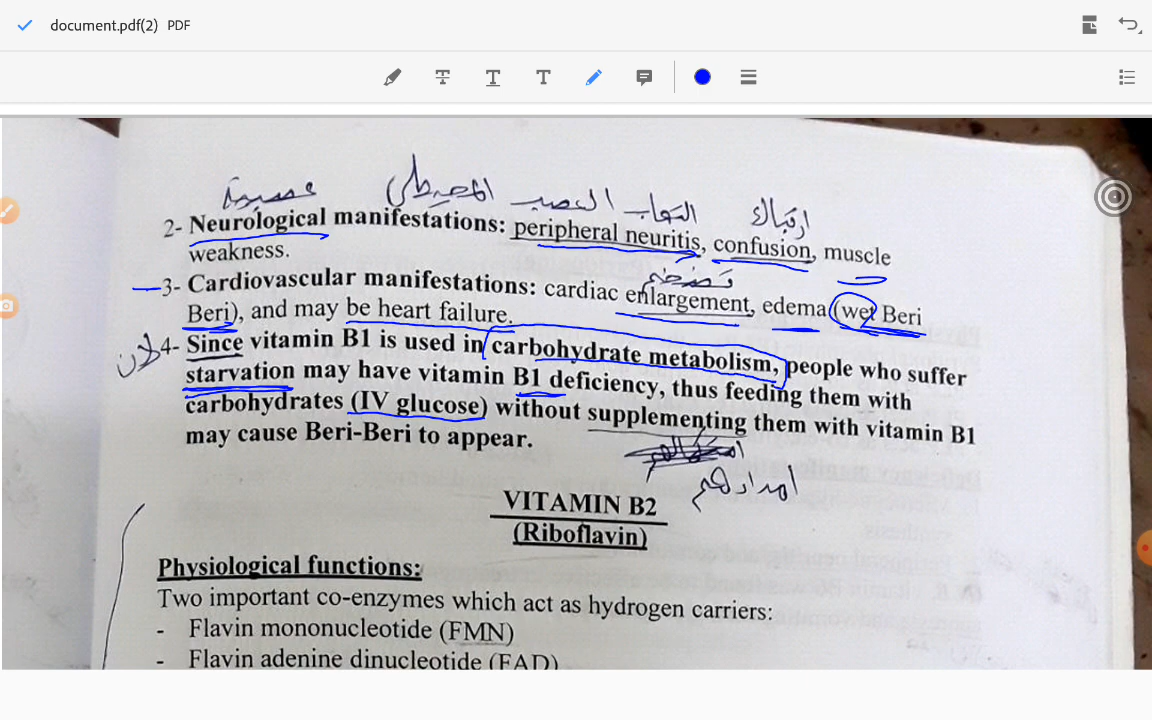 document.pdf(2) PDF
عصبية
التهاب العصب المحيطي
ارتباك
2- Neurological manifestations: peripheral neuritis, confusion, muscle
weakness.
تضخم
3- Cardiovascular manifestations: cardiac enlargement, edema (wet Beri
Beri), and may be heart failure.
لان
4- Since vitamin B1 is used in carbohydrate metabolism, people who suffer
starvation may have vitamin B1 deficiency, thus feeding them with
carbohydrates (IV glucose) without supplementing them with vitamin B1
may cause Beri-Beri to appear.
امدادهم
VITAMIN B2
(Riboflavin)
Physiological functions:
Two important co-enzymes which act as hydrogen carriers:
- Flavin mononucleotide (FMN)
- Flavin adenine dinucleotide (FAD)